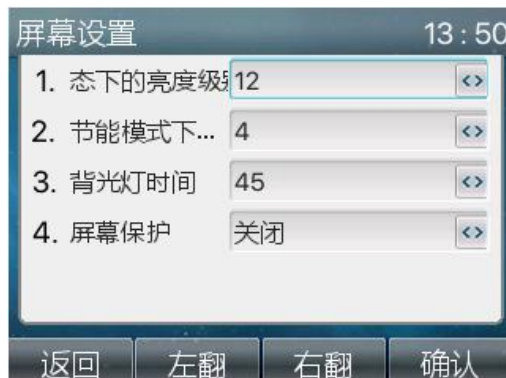 屏幕设置 13:50
1. 态下的亮度级 12
2. 节能模式下... 4
3. 背光灯时间 45
4. 屏幕保护 关闭
返回 左翻 右翻 确认